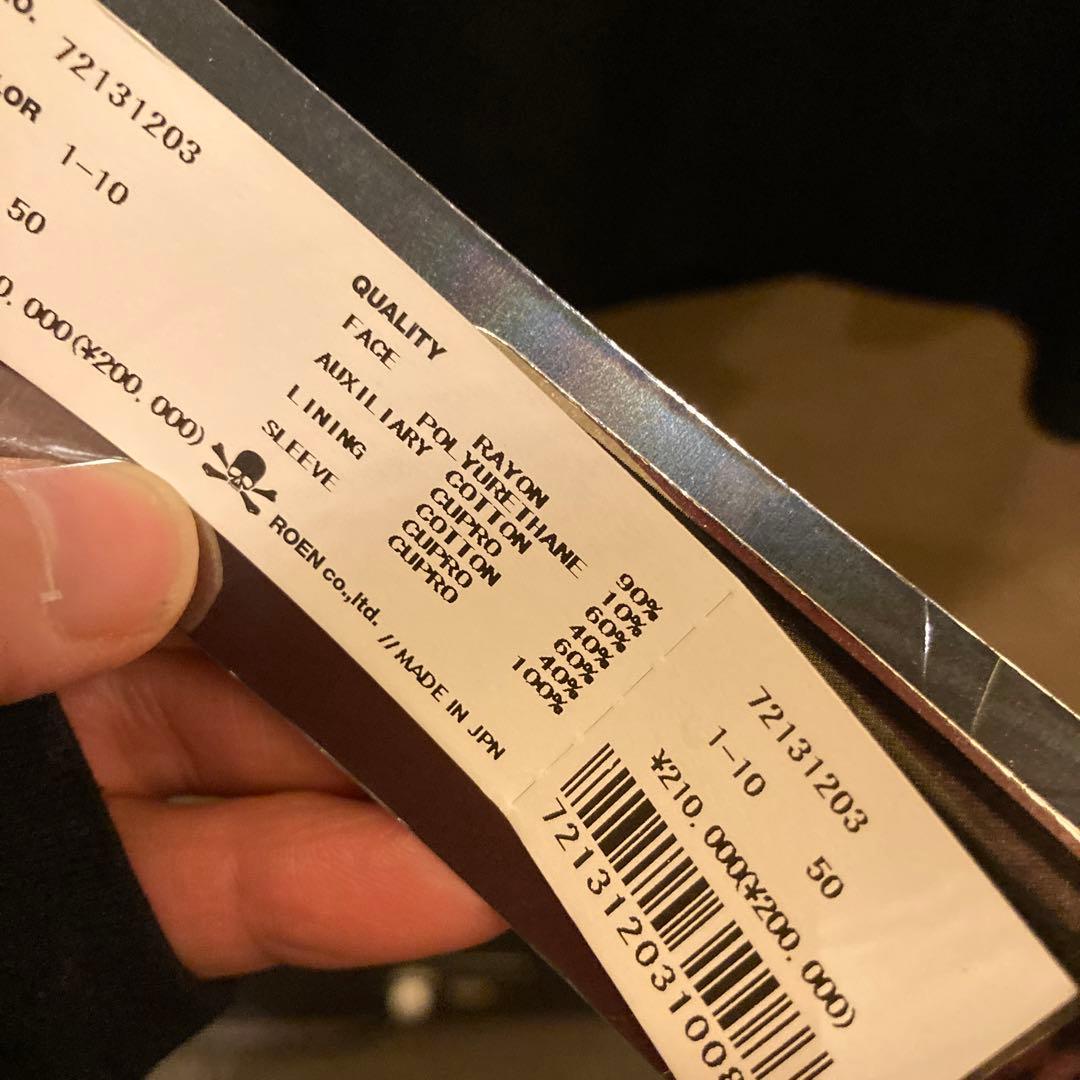 o.
72131203
LOR
1-10
50
0.000(¥200.000)
QUALITY
FACE
RAYON 90%
POLYURETHANE 10%
AUXILIARY COTTON 60%
CUPRO 40%
LINING COTTON 60%
CUPRO 40%
SLEEVE CUPRO 100%
ROEN co.,ltd. // MADE IN JPN
72131203
1-10 50
¥210.000(¥200.000)
72131203100